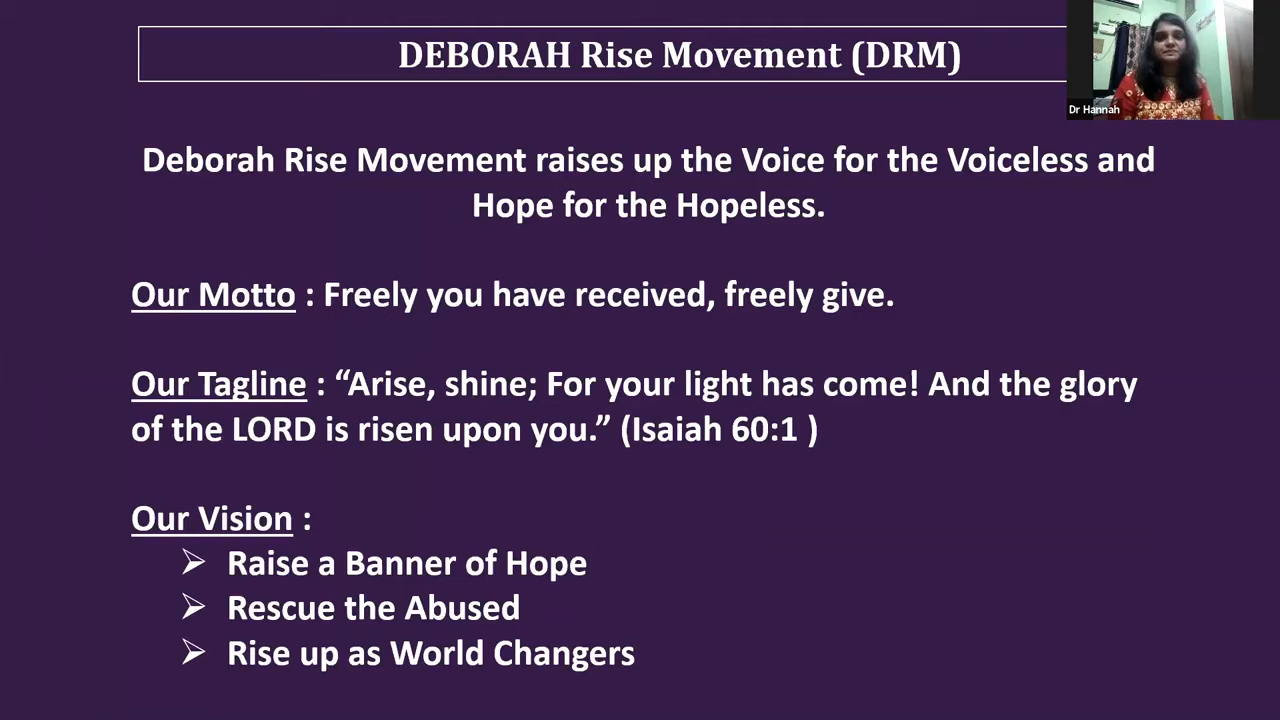 DEBORAH Rise Movement (DRM)
Dr Hannah
Deborah Rise Movement raises up the Voice for the Voiceless and
Hope for the Hopeless.
Our Motto : Freely you have received, freely give.
Our Tagline : “Arise, shine; For your light has come! And the glory
of the LORD is risen upon you.” (Isaiah 60:1 )
Our Vision :
➢ Raise a Banner of Hope
➢ Rescue the Abused
➢ Rise up as World Changers